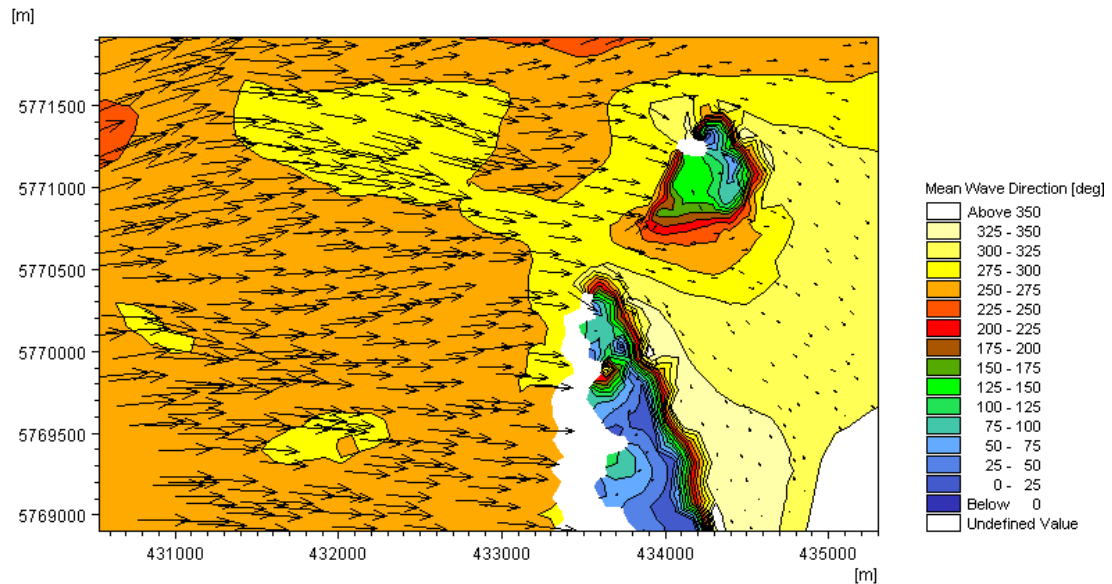 [m]
5771500
5771000
5770500
5770000
5769500
5769000
431000 432000 433000 434000 435000
[m]
Mean Wave Direction [deg]
Above 350
325 - 350
300 - 325
275 - 300
250 - 275
225 - 250
200 - 225
175 - 200
150 - 175
125 - 150
100 - 125
75 - 100
50 - 75
25 - 50
0 - 25
Below 0
Undefined Value